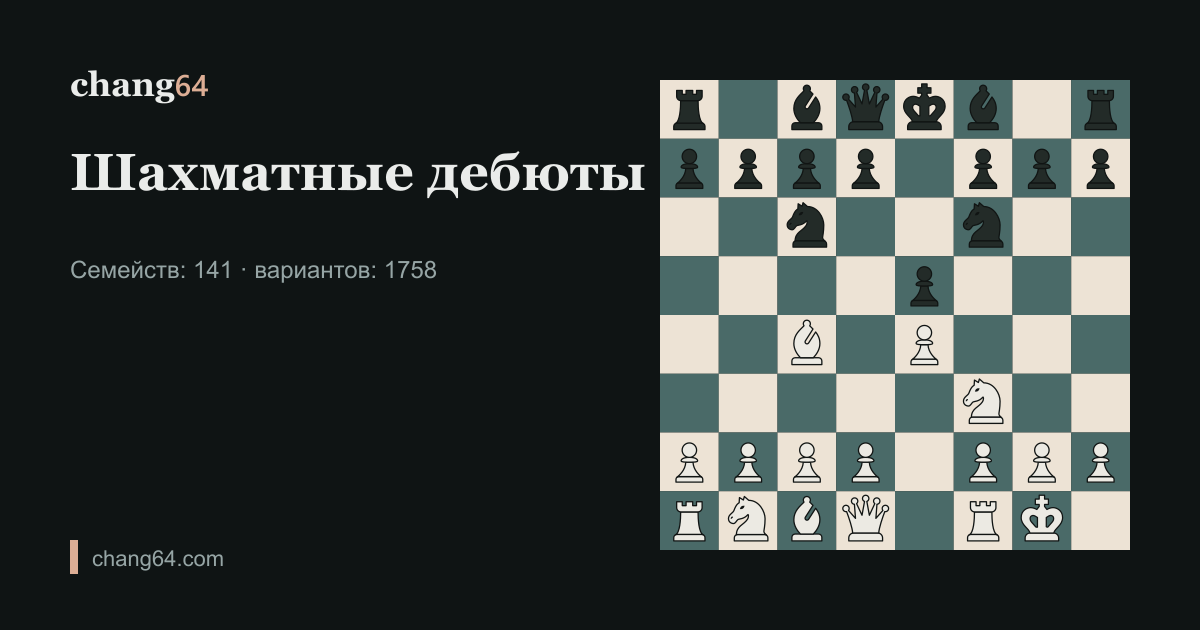 chang64
Шахматные дебюты
Семейств: 141 · вариантов: 1758
chang64.com